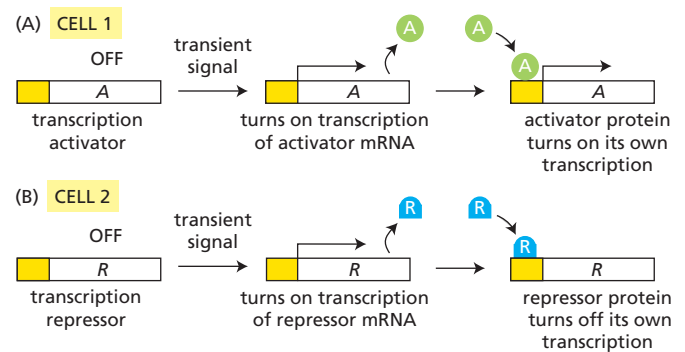 (A) CELL 1
OFF
transient
signal
A
A
A
A
A
A
transcription
activator
turns on transcription
of activator mRNA
activator protein
turns on its own
transcription
(B) CELL 2
OFF
transient
signal
R
R
R
R
R
R
transcription
repressor
turns on transcription
of repressor mRNA
repressor protein
turns off its own
transcription